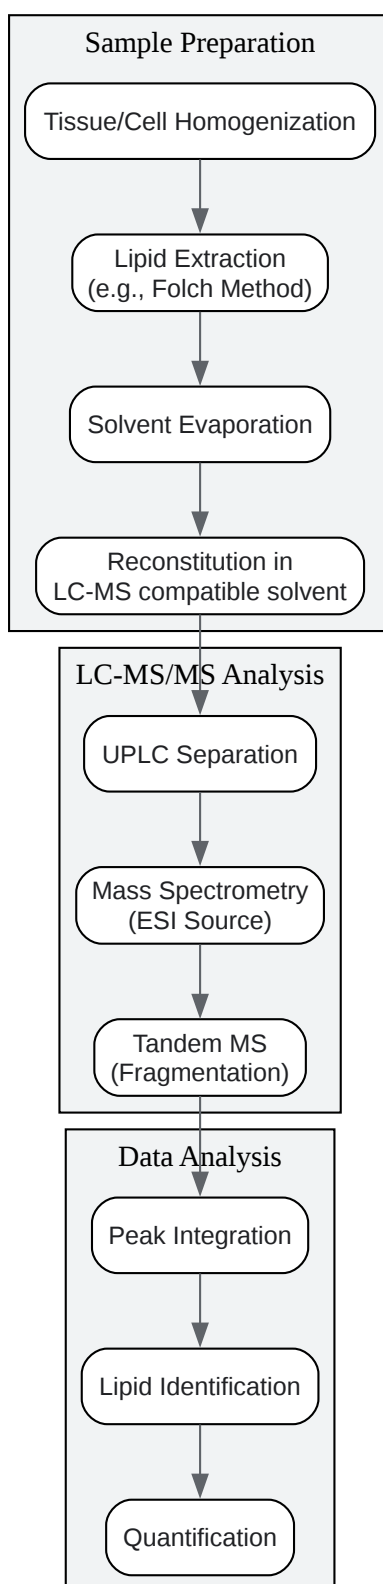 Sample Preparation
Tissue/Cell Homogenization
Lipid Extraction
(e.g., Folch Method)
Solvent Evaporation
Reconstitution in
LC-MS compatible solvent
LC-MS/MS Analysis
UPLC Separation
Mass Spectrometry
(ESI Source)
Tandem MS
(Fragmentation)
Data Analysis
Peak Integration
Lipid Identification
Quantification